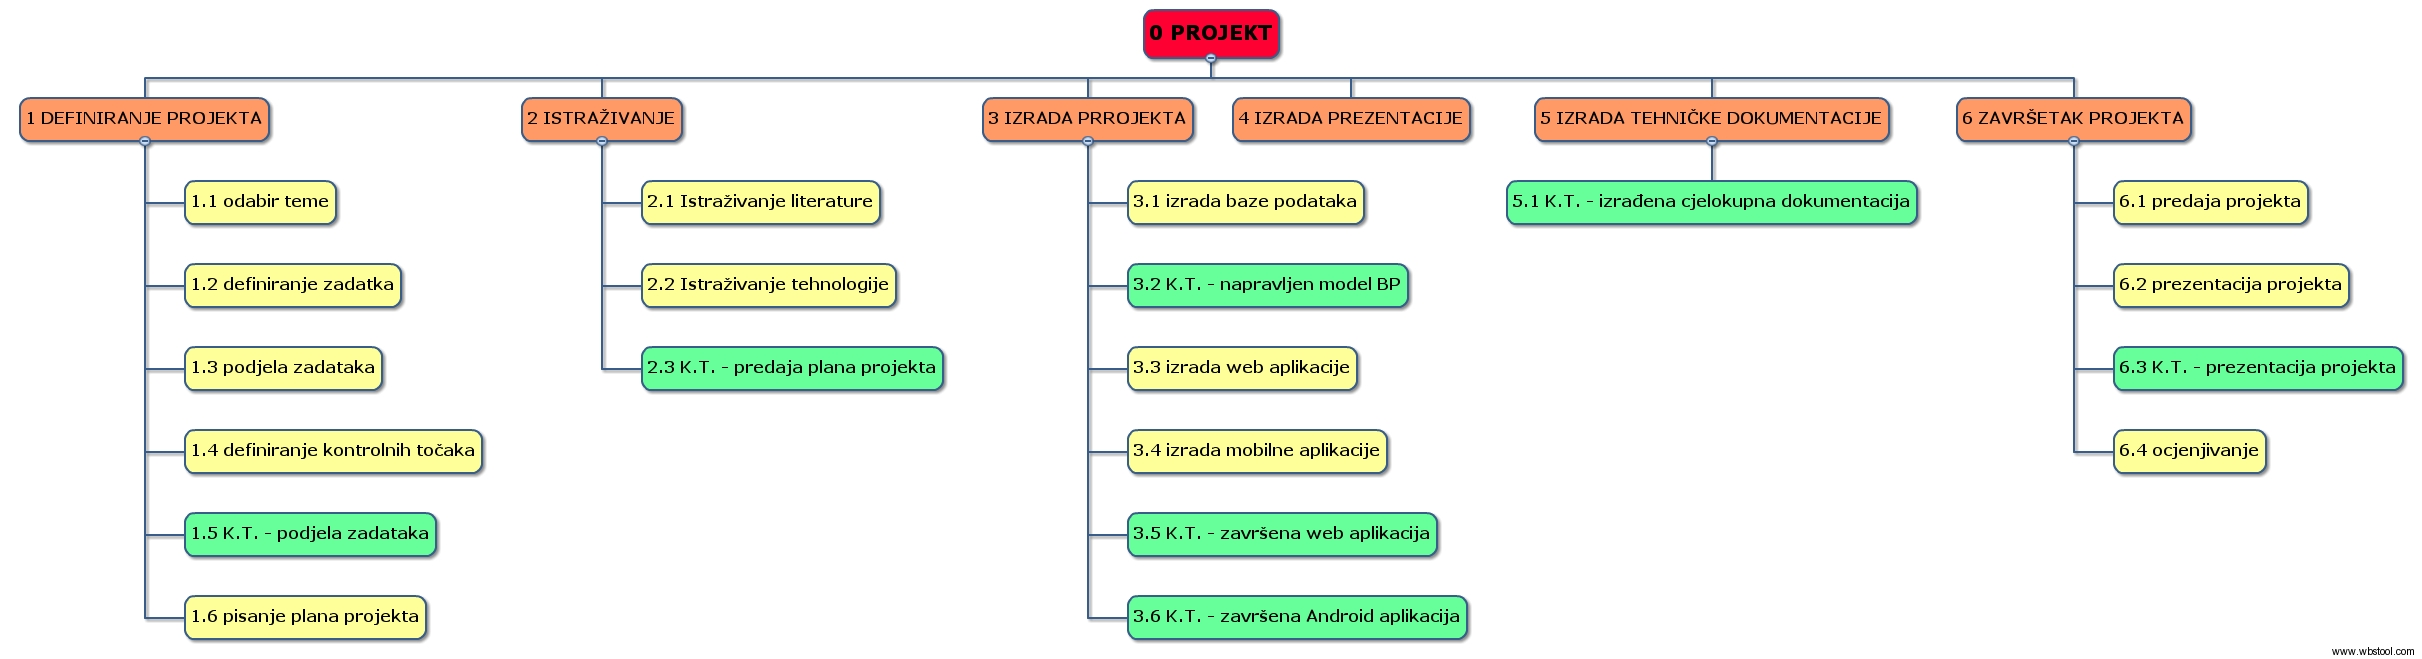 0 PROJEKT
1 DEFINIRANJE PROJEKTA
1.1 odabir teme
1.2 definiranje zadatka
1.3 podjela zadataka
1.4 definiranje kontrolnih točaka
1.5 K.T. - podjela zadataka
1.6 pisanje plana projekta
2 ISTRAŽIVANJE
2.1 Istraživanje literature
2.2 Istraživanje tehnologije
2.3 K.T. - predaja plana projekta
3 IZRADA PRROJEKTA
3.1 izrada baze podataka
3.2 K.T. - napravljen model BP
3.3 izrada web aplikacije
3.4 izrada mobilne aplikacije
3.5 K.T. - završena web aplikacija
3.6 K.T. - završena Android aplikacija
4 IZRADA PREZENTACIJE
5 IZRADA TEHNIČKE DOKUMENTACIJE
5.1 K.T. - izrađena cjelokupna dokumentacija
6 ZAVRŠETAK PROJEKTA
6.1 predaja projekta
6.2 prezentacija projekta
6.3 K.T. - prezentacija projekta
6.4 ocjenjivanje
www.wbstool.com